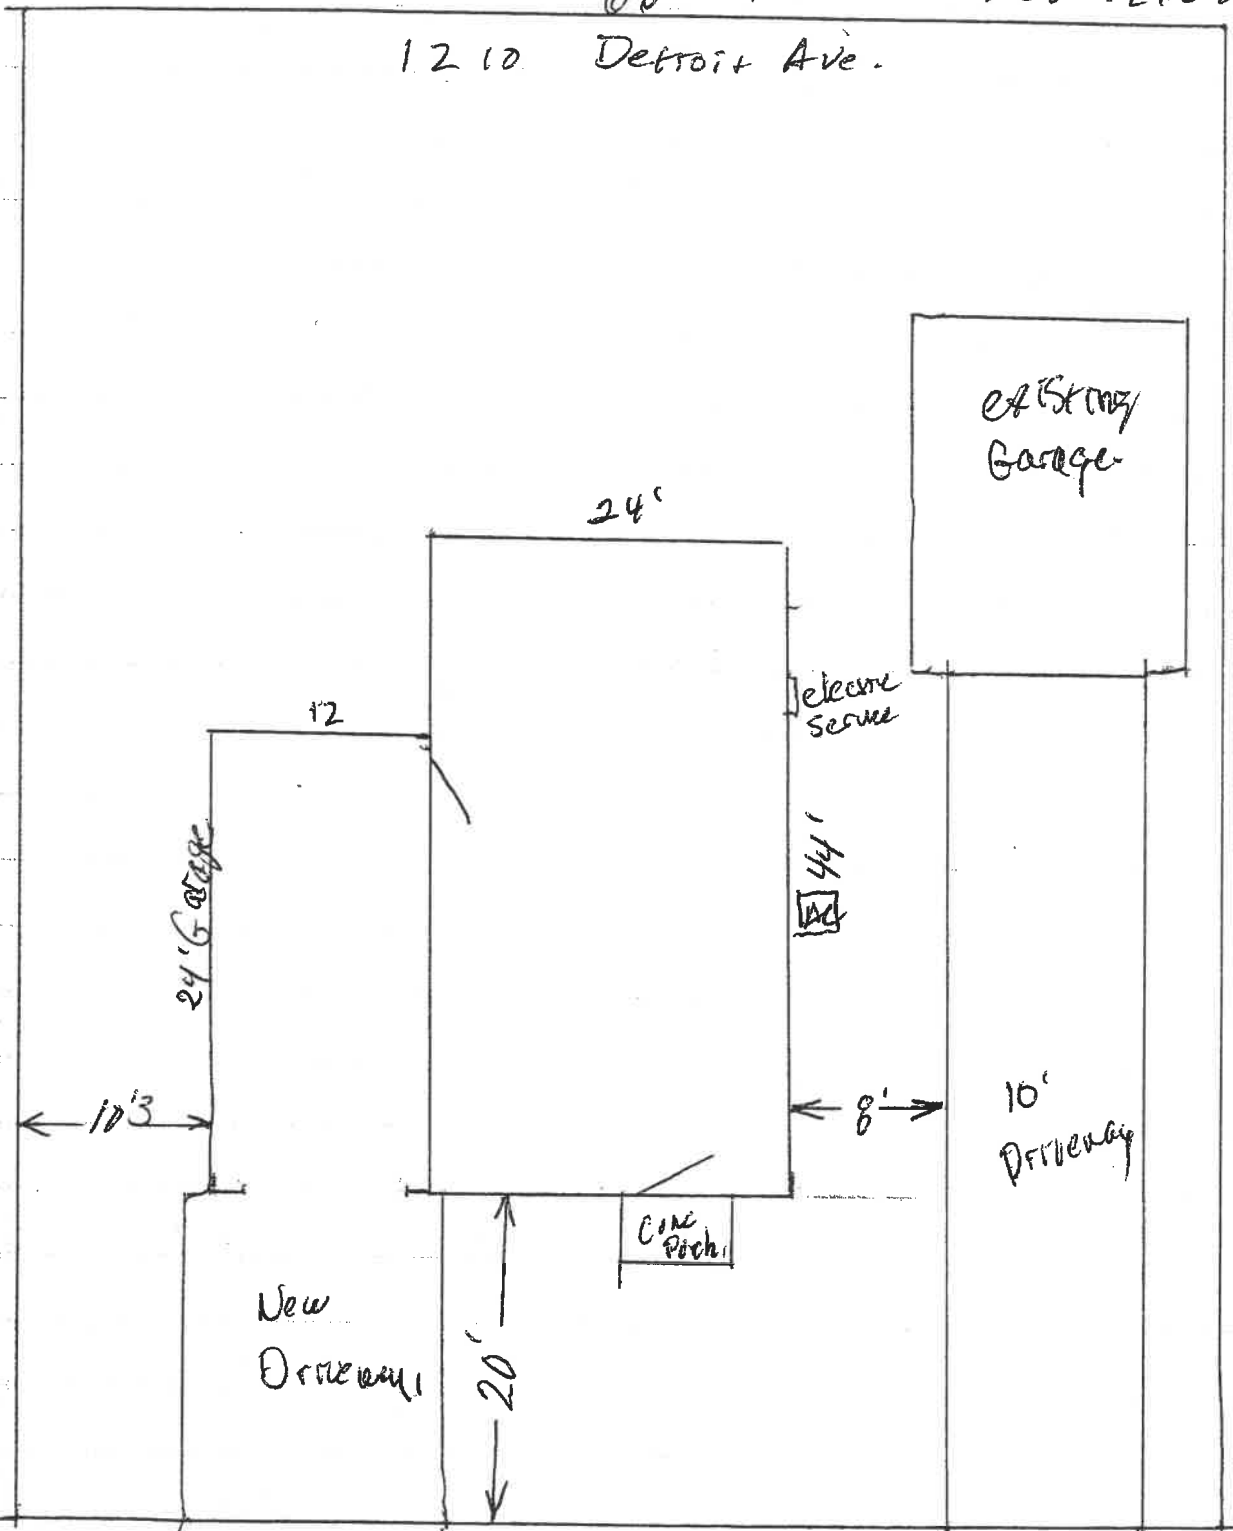 1210 Detroit Ave.
existing
Garage
24'
electric
service
12
24' Garage
44'
AC
10'3
8'
10'
Driveway
Conc
Porch
New
Driveway
20'